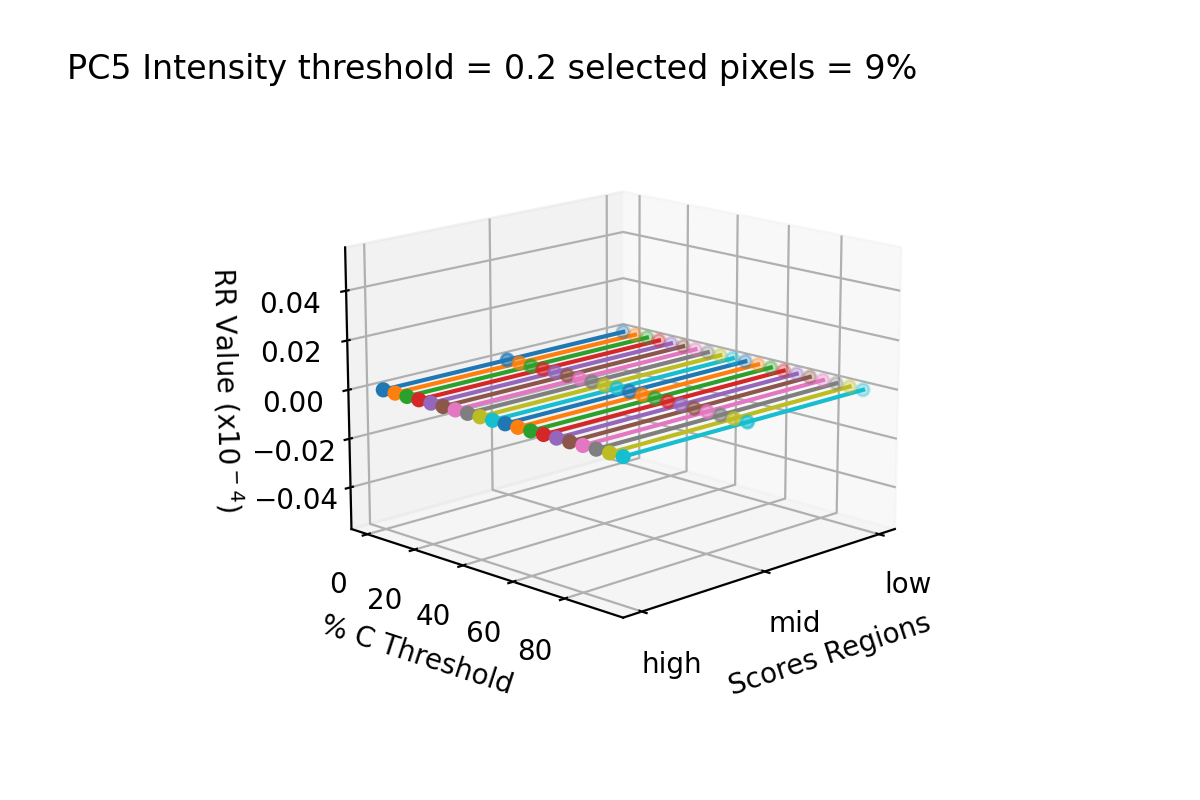 PC5 Intensity threshold = 0.2 selected pixels = 9%
0.04
0.02
0.00
−0.02
−0.04
RR Value (x10⁻⁴)
0
20
40
60
80
% C Threshold
high
mid
low
Scores Regions